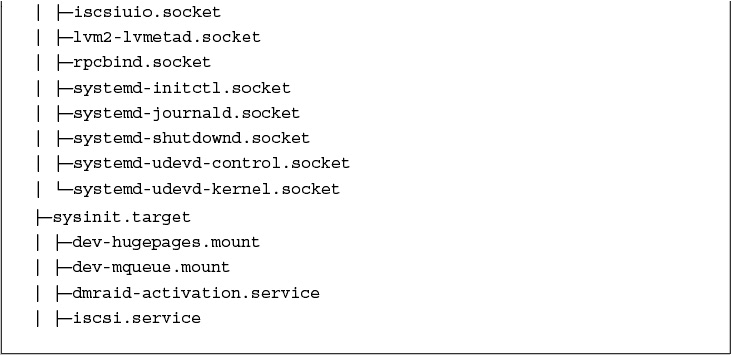 │ ├─iscsiuio.socket
│ ├─lvm2-lvmetad.socket
│ ├─rpcbind.socket
│ ├─systemd-initctl.socket
│ ├─systemd-journald.socket
│ ├─systemd-shutdownd.socket
│ ├─systemd-udevd-control.socket
│ └─systemd-udevd-kernel.socket
├─sysinit.target
│ ├─dev-hugepages.mount
│ ├─dev-mqueue.mount
│ ├─dmraid-activation.service
│ ├─iscsi.service